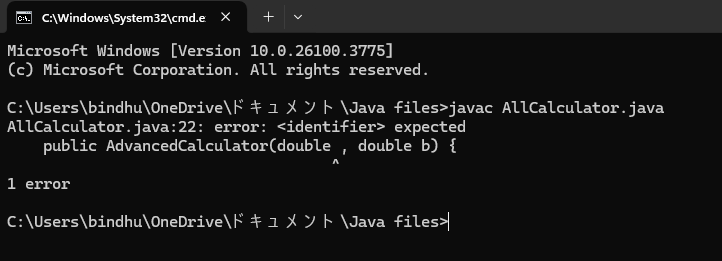 C:\Windows\System32\cmd.e
Microsoft Windows [Version 10.0.26100.3775]
(c) Microsoft Corporation. All rights reserved.
C:\Users\bindhu\OneDrive\ドキュメント\Java files>javac AllCalculator.java
AllCalculator.java:22: error: <identifier> expected
    public AdvancedCalculator(double , double b) {
                                    ^
1 error
C:\Users\bindhu\OneDrive\ドキュメント\Java files>